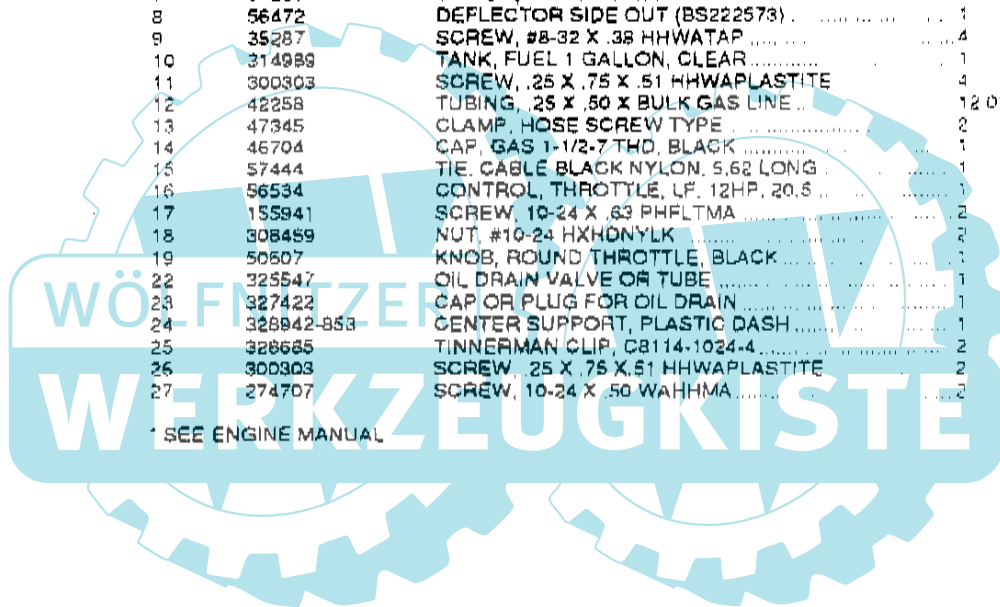 8 56472 DEFLECTOR SIDE OUT (BS222573) 1
9 35287 SCREW, #8-32 X .38 HHWATAP 4
10 314989 TANK, FUEL 1 GALLON, CLEAR 1
11 300303 SCREW, .25 X .75 X .51 HHWAPLASTITE 4
12 42258 TUBING, .25 X .50 X BULK GAS LINE 12 0
13 47345 CLAMP, HOSE SCREW TYPE 2
14 46704 CAP, GAS 1-1/2-7 THD, BLACK 1
15 57444 TIE, CABLE BLACK NYLON, 5.62 LONG 1
16 56534 CONTROL, THROTTLE, LF, 12HP, 20.5 1
17 155941 SCREW, 10-24 X .63 PHFLTMA 2
18 308459 NUT, #10-24 HXHDNYLK 2
19 50607 KNOB, ROUND THROTTLE, BLACK 1
22 325547 OIL DRAIN VALVE OR TUBE 1
23 327422 CAP OR PLUG FOR OIL DRAIN 1
24 328942-853 CENTER SUPPORT, PLASTIC DASH 1
25 328665 TINNERMAN CLIP, C8114-1024-4 2
26 300303 SCREW, .25 X .75 X .51 HHWAPLASTITE 2
27 274707 SCREW, 10-24 X .50 WAHHMA 2
* SEE ENGINE MANUAL
WÖLFNITZER
WERKZEUGKISTE